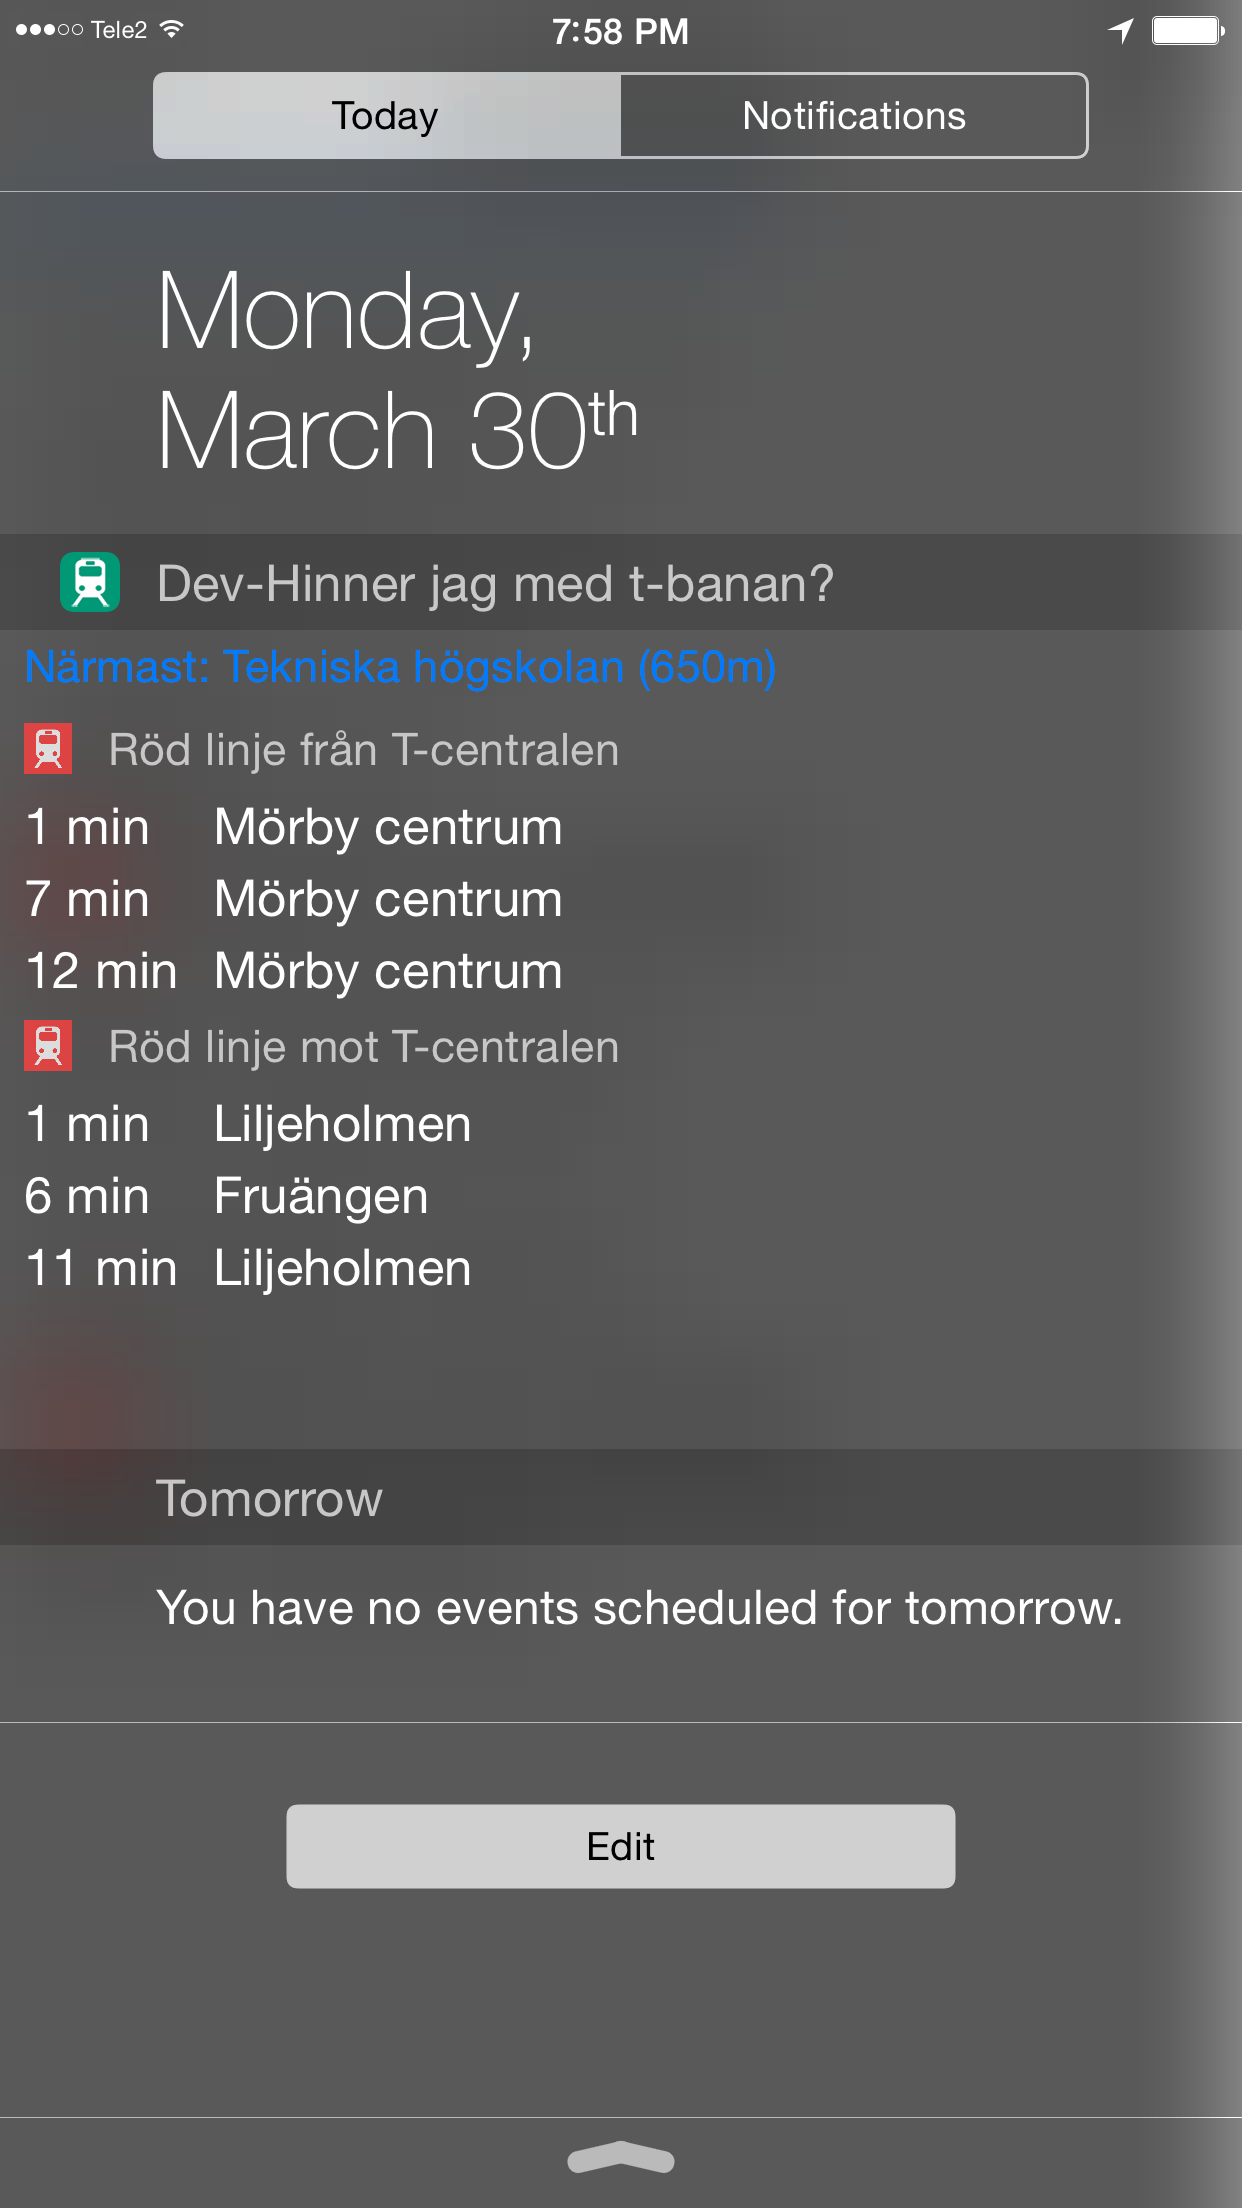 Tele2
7:58 PM
Today
Notifications
Monday,
March 30th
Dev-Hinner jag med t-banan?
Närmast: Tekniska högskolan (650m)
Röd linje från T-centralen
1 min Mörby centrum
7 min Mörby centrum
12 min Mörby centrum
Röd linje mot T-centralen
1 min Liljeholmen
6 min Fruängen
11 min Liljeholmen
Tomorrow
You have no events scheduled for tomorrow.
Edit